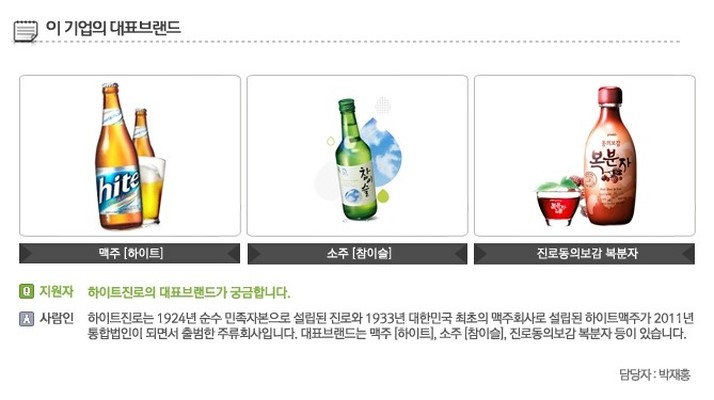 이 기업의 대표브랜드
hite
참이슬
복분자
맥주 [하이트]
소주 [참이슬]
진로동의보감 복분자
Q 지원자 하이트진로의 대표브랜드가 궁금합니다.
A 사람인 하이트진로는 1924년 순수 민족자본으로 설립된 진로와 1933년 대한민국 최초의 맥주회사로 설립된 하이트맥주가 2011년
통합법인이 되면서 출범한 주류회사입니다. 대표브랜드는 맥주 [하이트], 소주 [참이슬], 진로동의보감 복분자 등이 있습니다.
담당자 : 박재홍